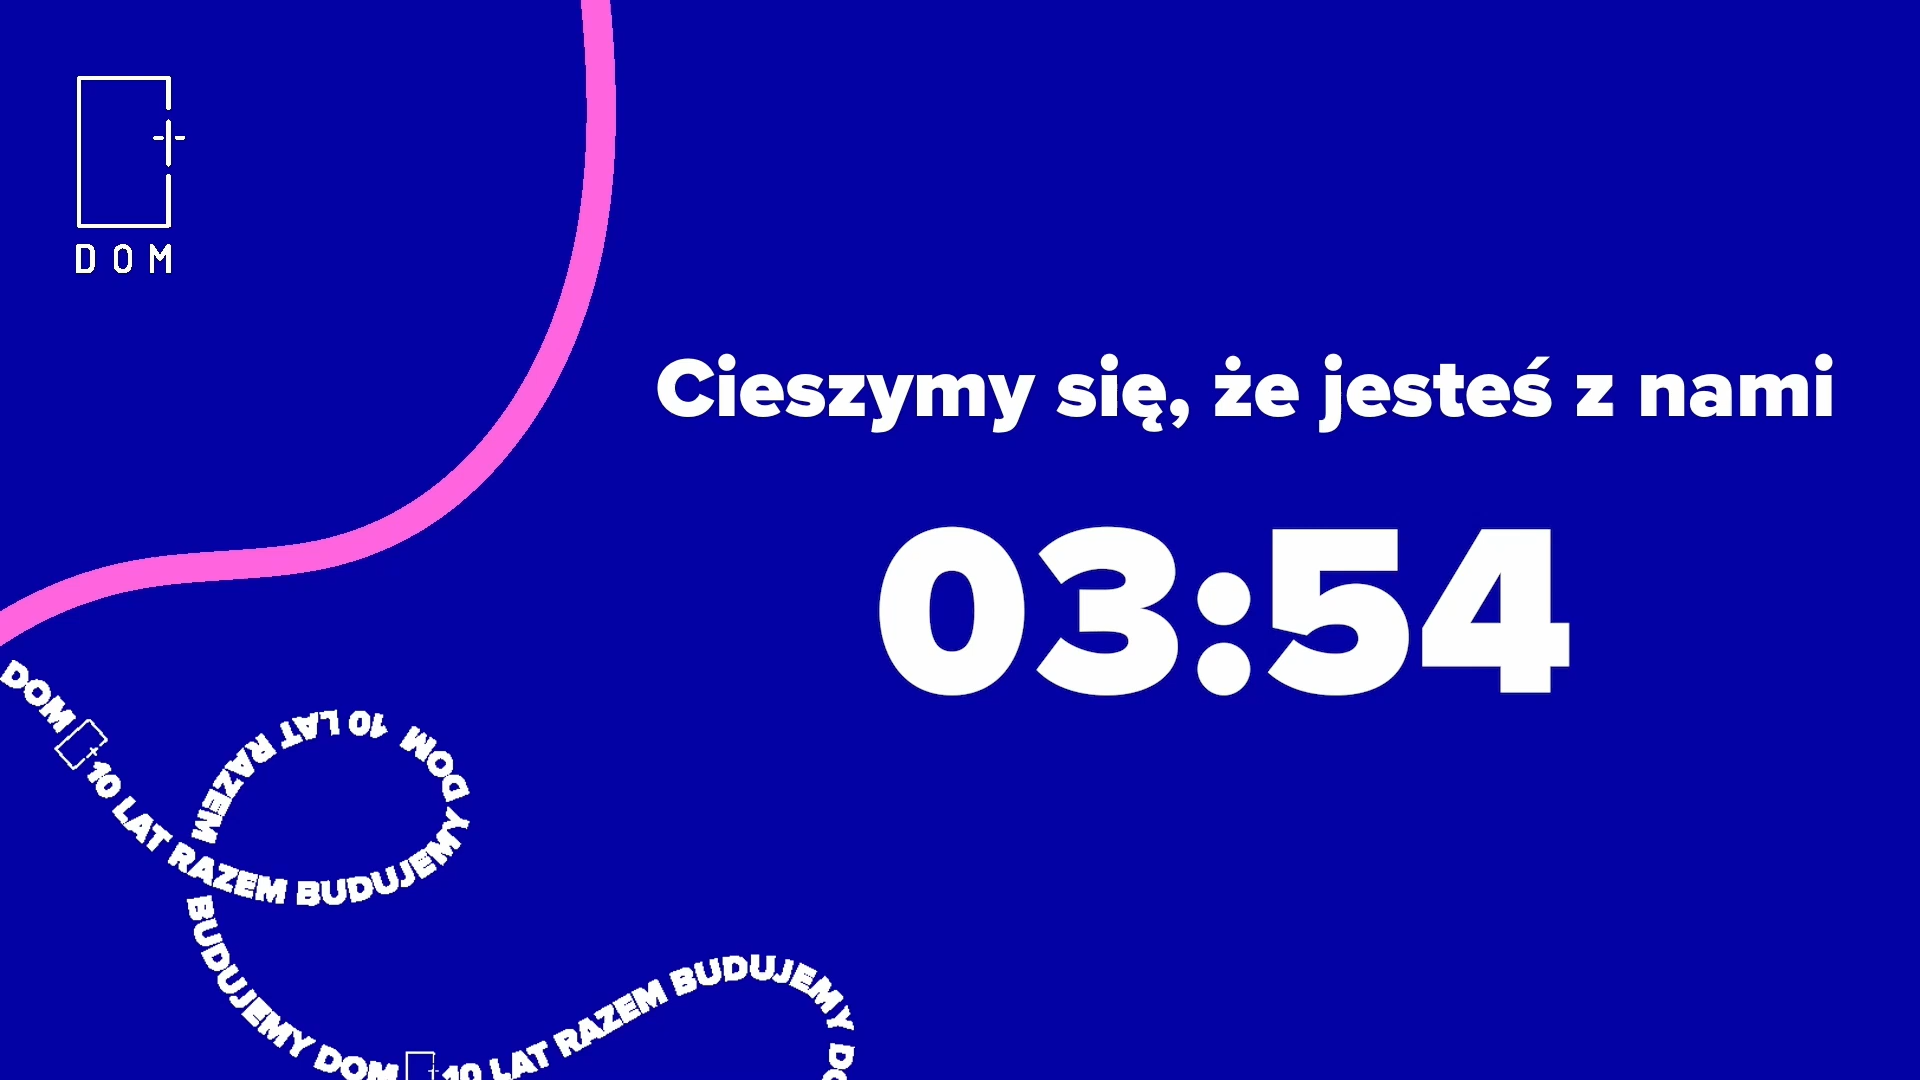 DOM
Cieszymy się, że jesteś z nami
03:54
DOM 10 LAT RAZEM BUDUJEMY DOM 10 LAT RAZEM BUDUJEMY DOM 10 LAT RAZEM BUDUJEMY DO